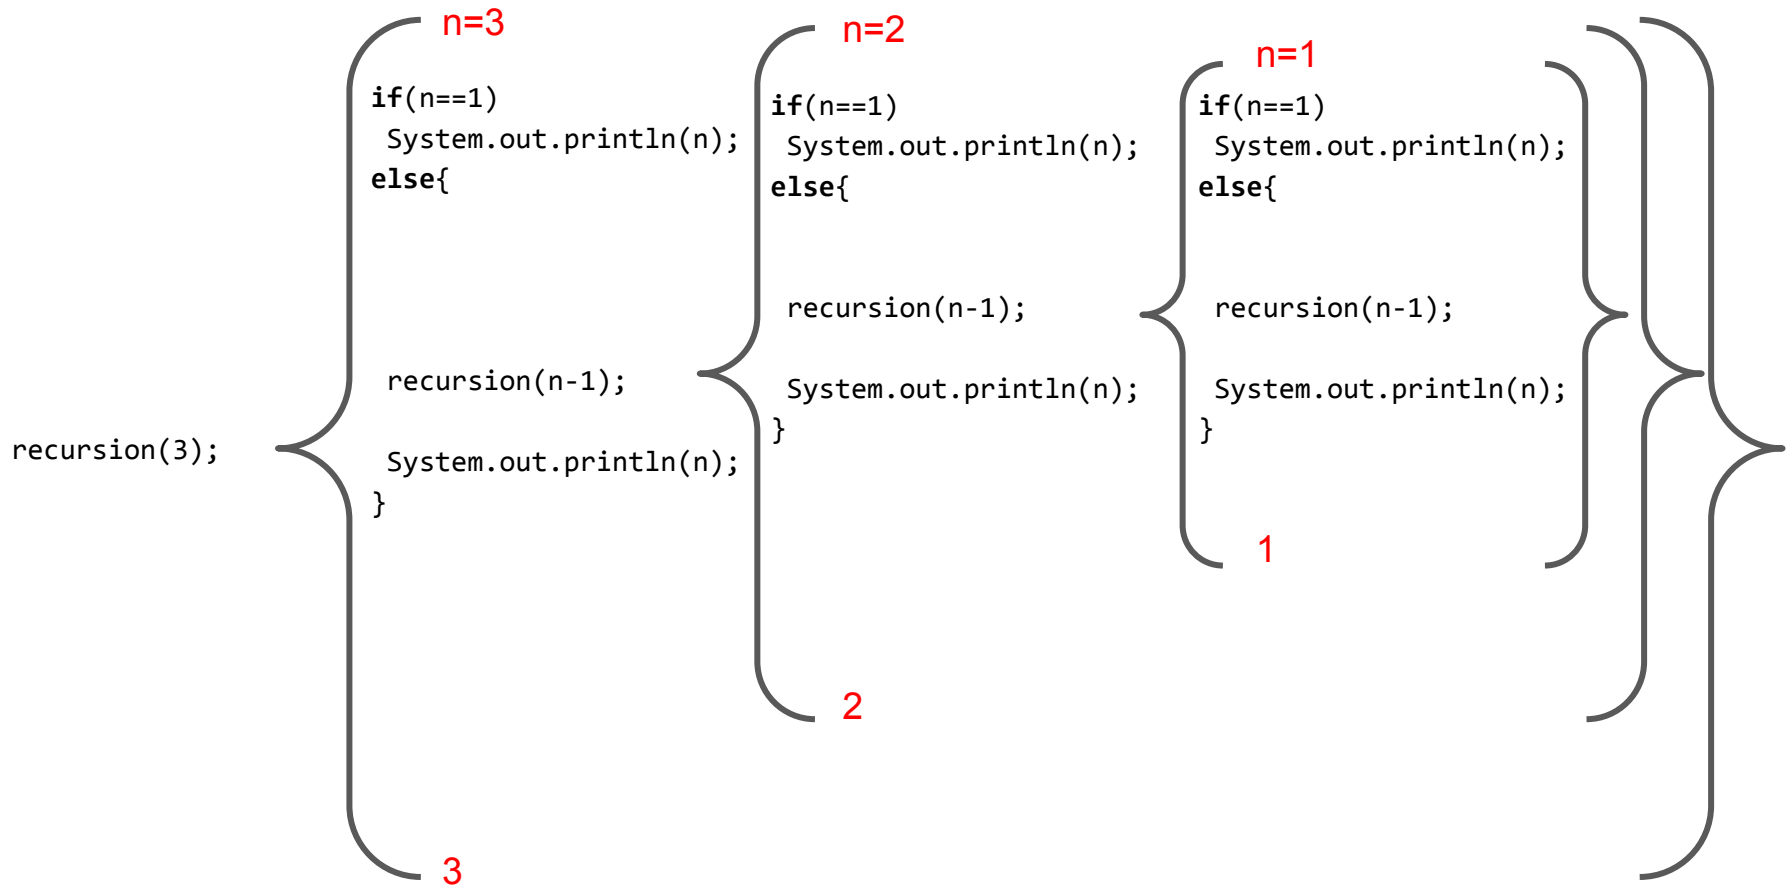 recursion(3);
n=3
if(n==1)
System.out.println(n);
else{
recursion(n-1);
System.out.println(n);
}
3
n=2
if(n==1)
System.out.println(n);
else{
recursion(n-1);
System.out.println(n);
}
2
n=1
if(n==1)
System.out.println(n);
else{
recursion(n-1);
System.out.println(n);
}
1